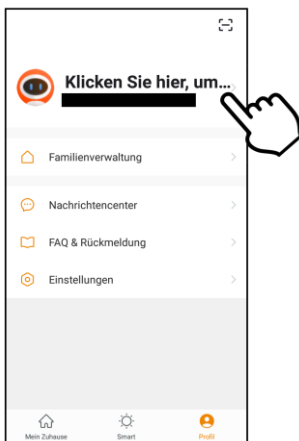 Klicken Sie hier, um...
Familienverwaltung
Nachrichtencenter
FAQ & Rückmeldung
Einstellungen
Mein Zuhause
Smart
Profil